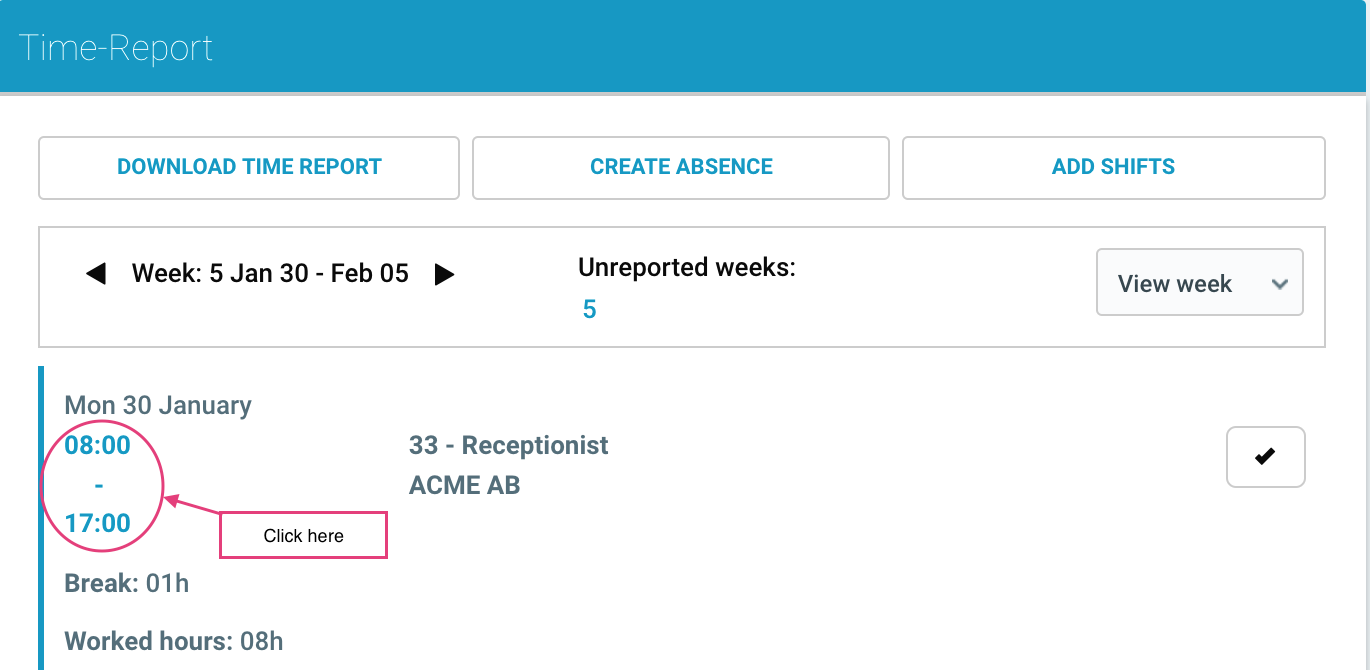 Time-Report
DOWNLOAD TIME REPORT
CREATE ABSENCE
ADD SHIFTS
Week: 5 Jan 30 - Feb 05
Unreported weeks:
5
View week
Mon 30 January
08:00
-
17:00
33 - Receptionist
ACME AB
Click here
Break: 01h
Worked hours: 08h